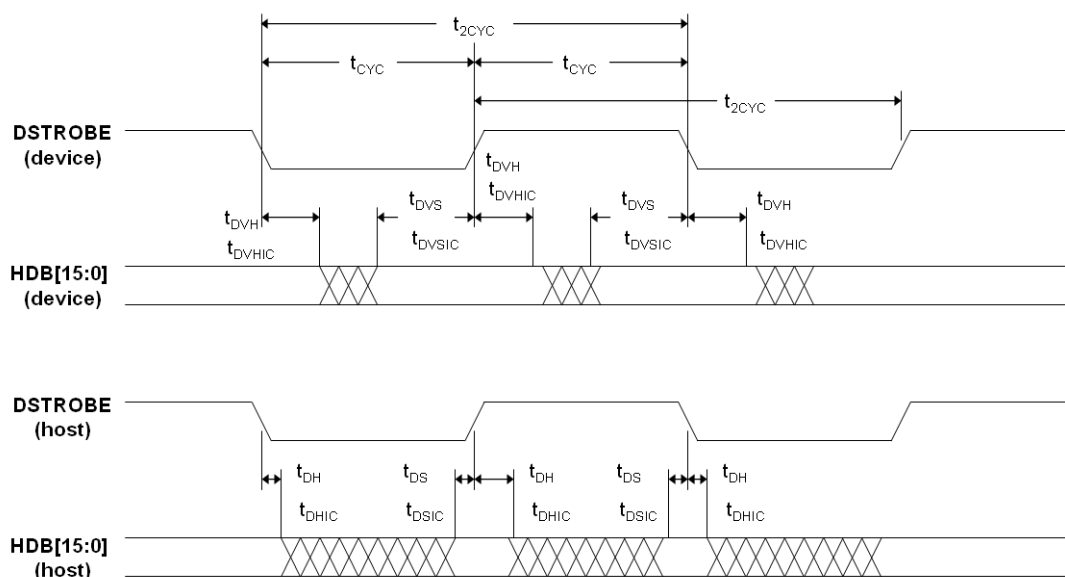 t2CYC
tCYC tCYC
t2CYC
DSTROBE
(device)
tDVH
tDVHIC
tDVS tDVS
tDVH tDVH
tDVHIC tDVSIC tDVSIC tDVHIC
HDB[15:0]
(device)
DSTROBE
(host)
tDH tDS tDH tDS tDH
tDHIC tDSIC tDHIC tDSIC tDHIC
HDB[15:0]
(host)